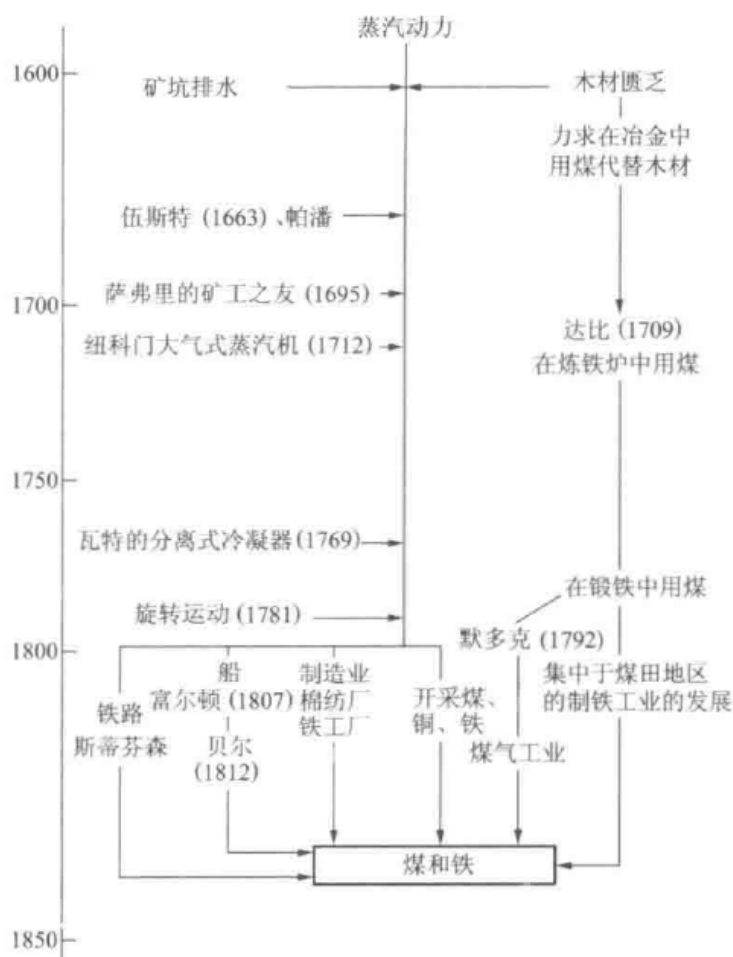 蒸汽动力
1600
矿坑排水
木材匮乏
力求在冶金中
用煤代替木材
伍斯特 (1663)、帕潘
萨弗里的矿工之友 (1695)
1700
纽科门大气式蒸汽机 (1712)
达比 (1709)
在炼铁炉中用煤
1750
瓦特的分离式冷凝器(1769)
在锻铁中用煤
旋转运动 (1781)
默多克 (1792)
1800
船
富尔顿 (1807)
制造业
棉纺厂
铁工厂
开采煤、
铜、铁
集中于煤田地区
的制铁工业的发展
铁路
斯蒂芬森
贝尔
(1812)
煤气工业
煤和铁
1850